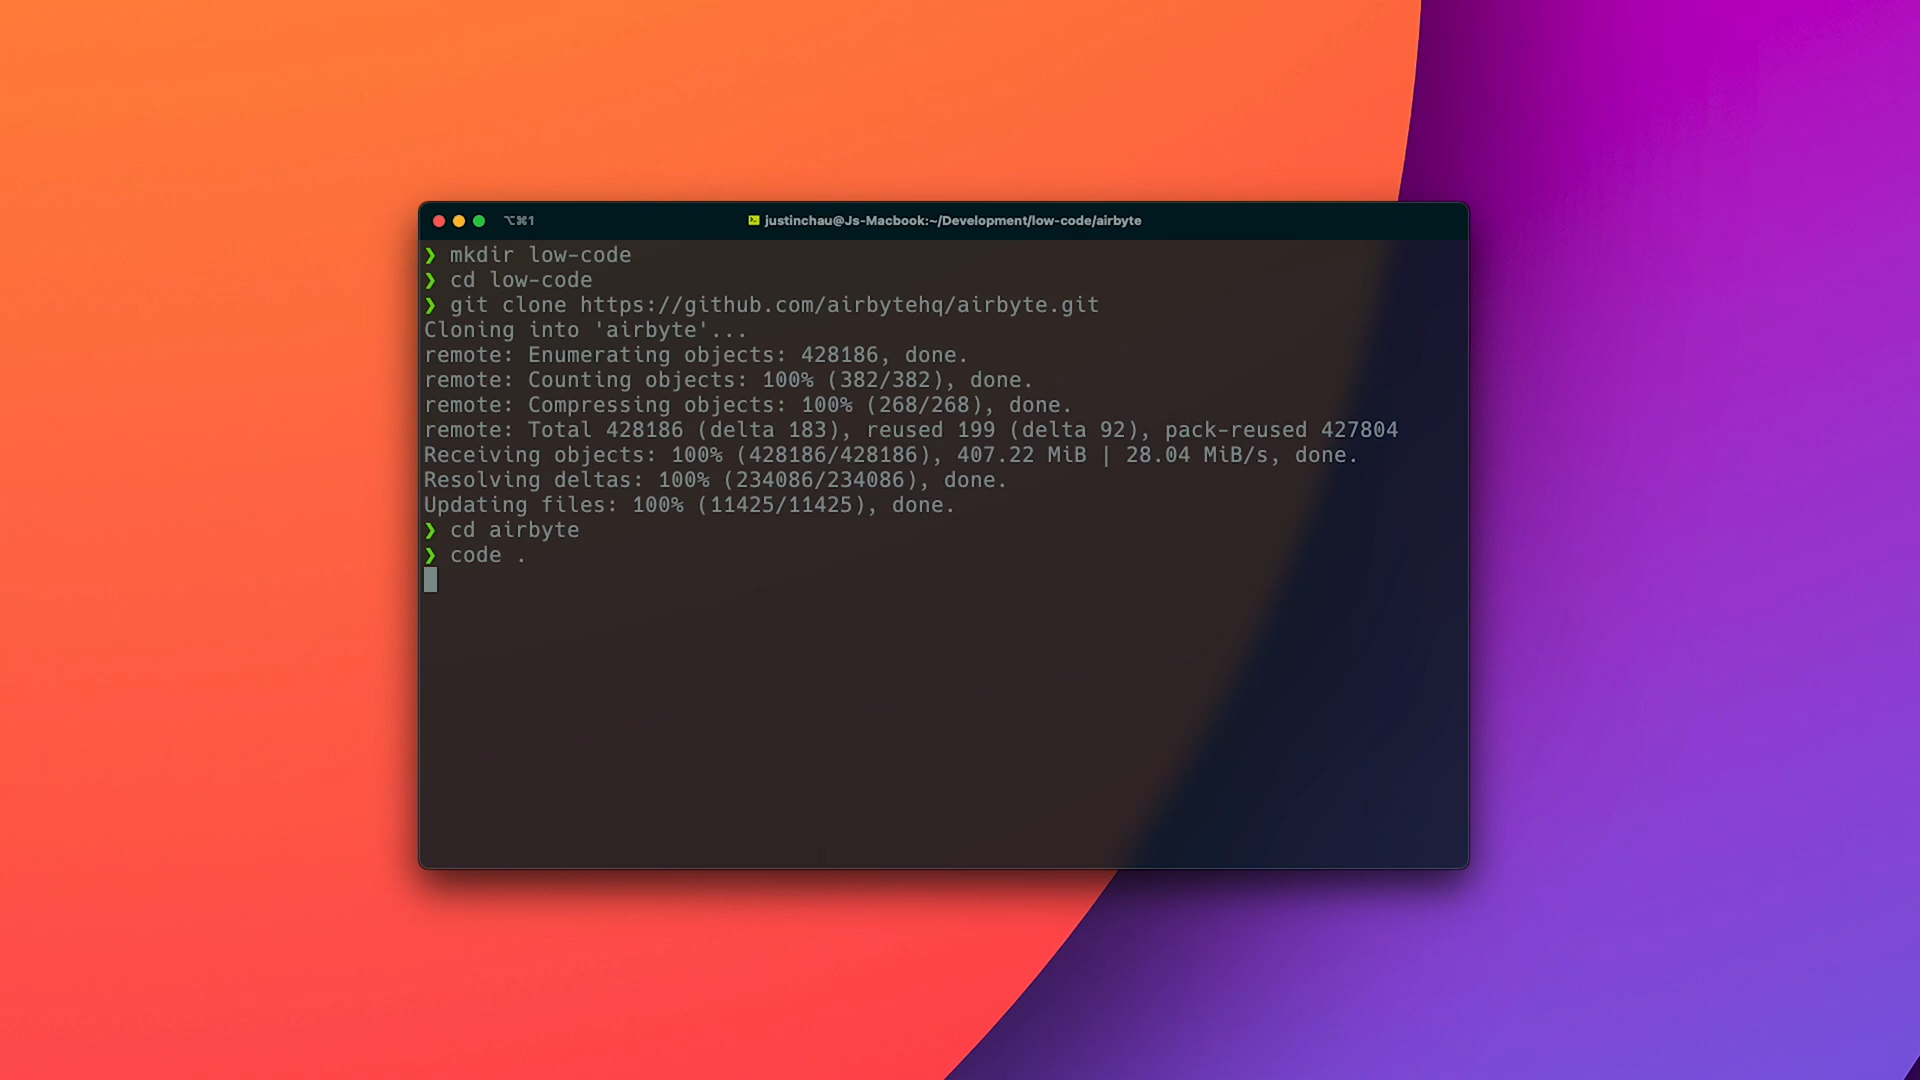 ⌥⌘1
justinchau@Js-Macbook:~/Development/low-code/airbyte
❯ mkdir low-code
❯ cd low-code
❯ git clone https://github.com/airbytehq/airbyte.git
Cloning into 'airbyte'...
remote: Enumerating objects: 428186, done.
remote: Counting objects: 100% (382/382), done.
remote: Compressing objects: 100% (268/268), done.
remote: Total 428186 (delta 183), reused 199 (delta 92), pack-reused 427804
Receiving objects: 100% (428186/428186), 407.22 MiB | 28.04 MiB/s, done.
Resolving deltas: 100% (234086/234086), done.
Updating files: 100% (11425/11425), done.
❯ cd airbyte
❯ code .